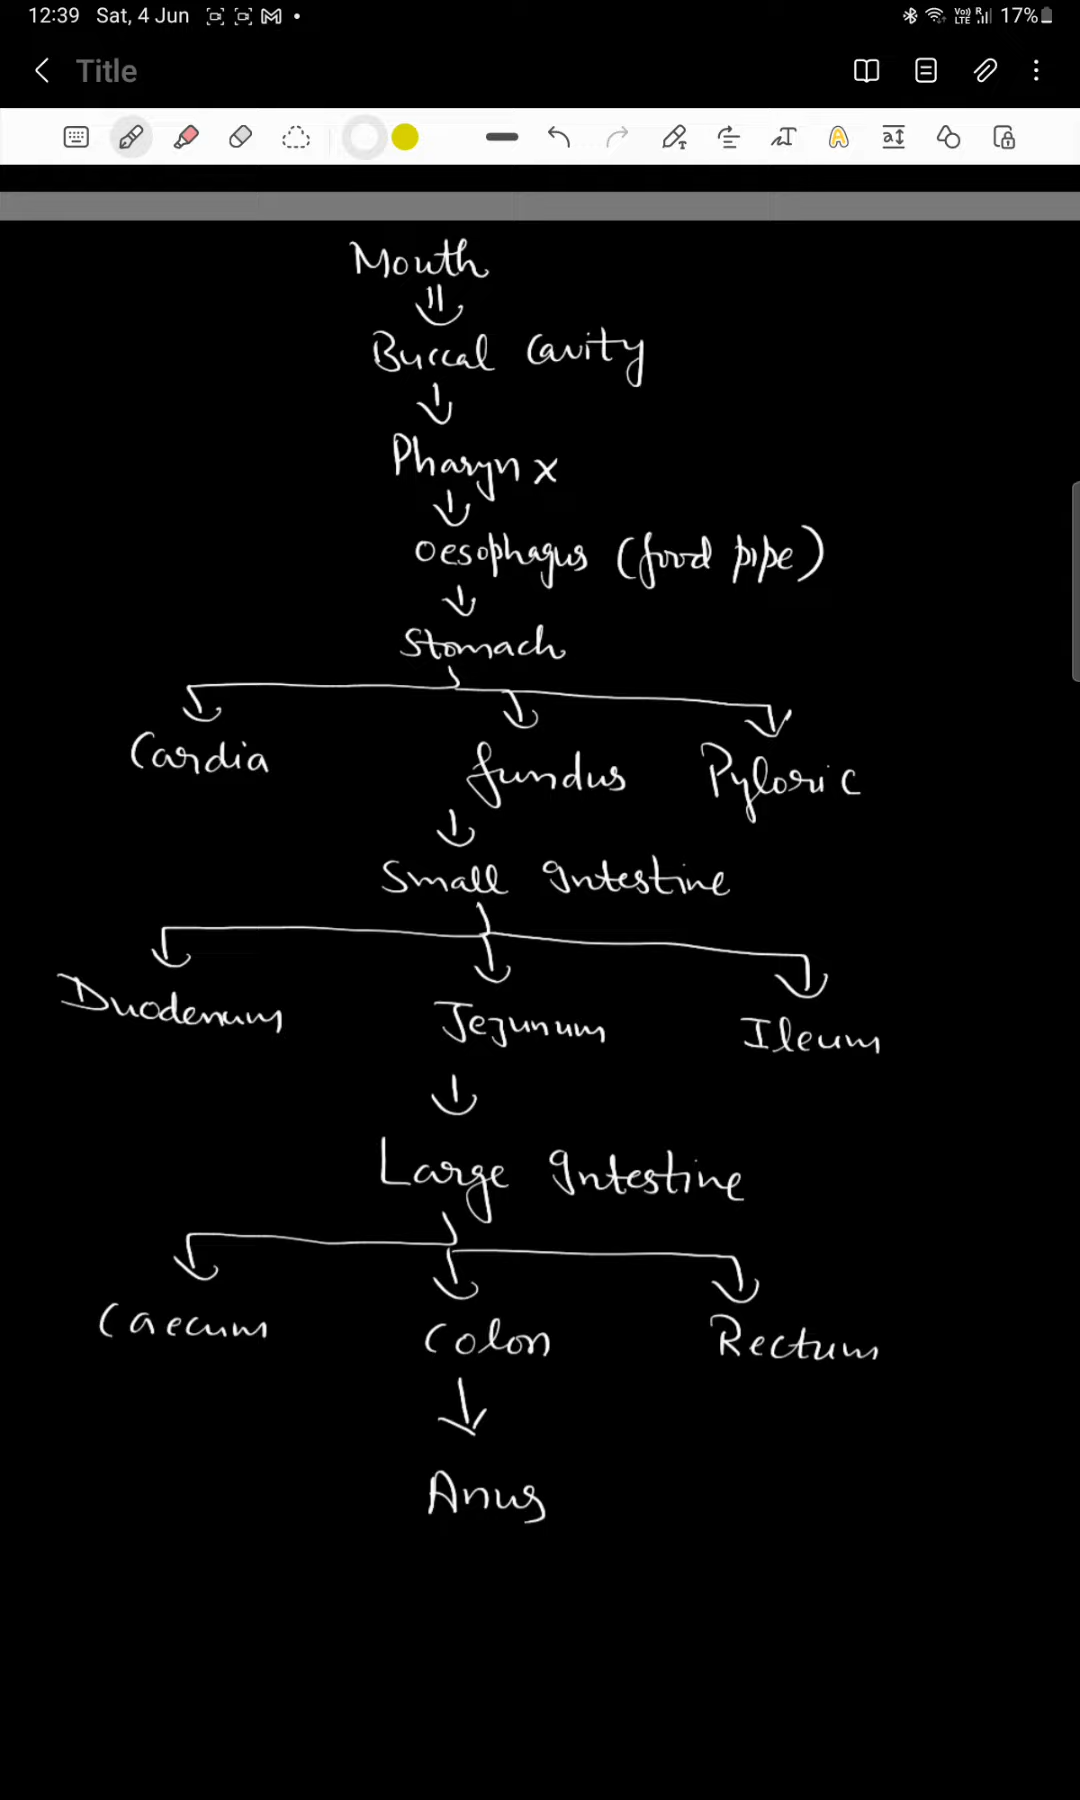 12:39 Sat, 4 Jun 17%
Title
Mouth
Buccal Cavity
Pharynx
Oesophagus (food pipe)
Stomach
Cardia fundus Pyloric
Small Intestine
Duodenum Jejunum Ileum
Large Intestine
Caecum Colon Rectum
Anus